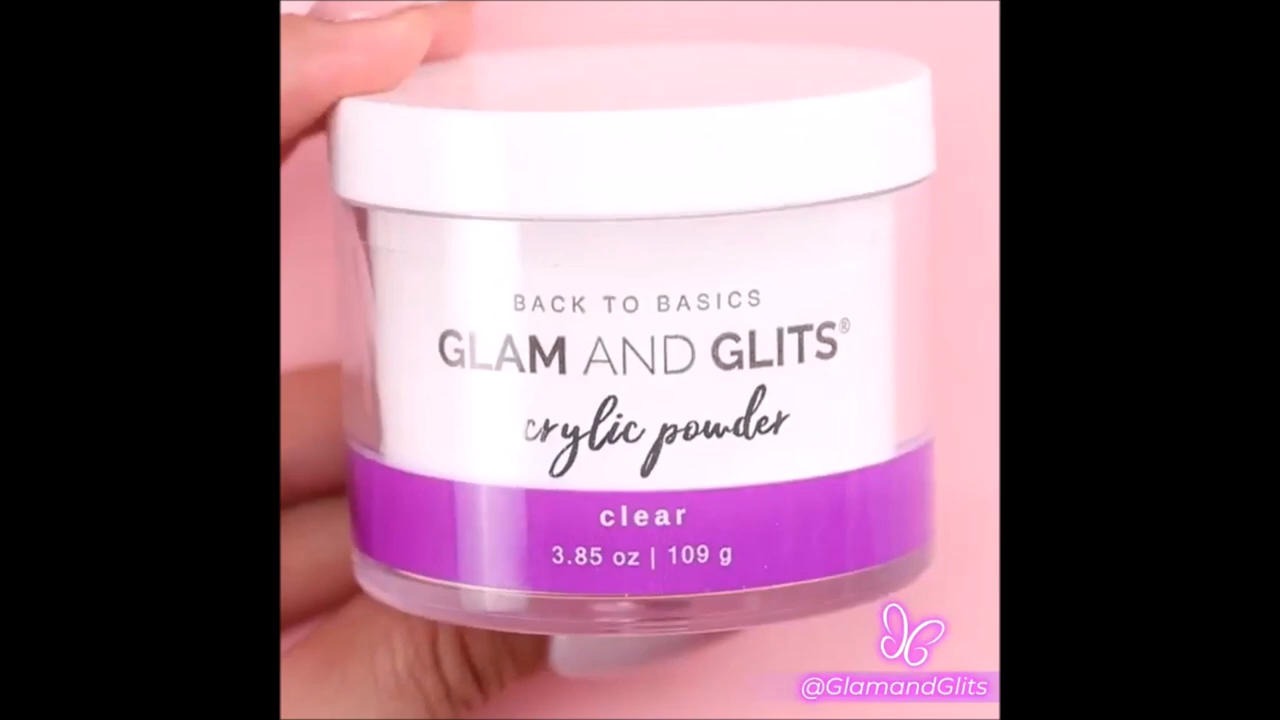 BACK TO BASICS
GLAM AND GLITS®
crylic powder
clear
3.85 oz | 109 g
@GlamandGlits